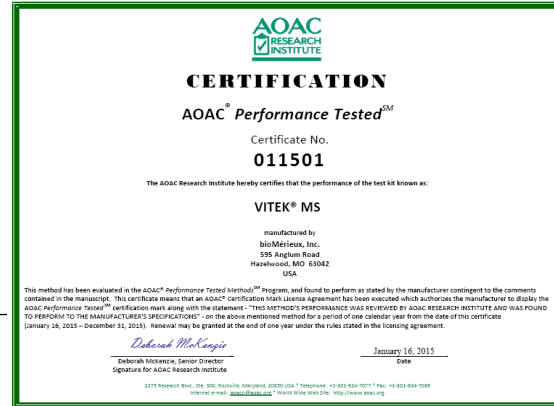 AOAC
RESEARCH
INSTITUTE
CERTIFICATION
AOAC® Performance Tested℠
Certificate No.
011501
The AOAC Research Institute hereby certifies that the performance of the test kit known as:
VITEK® MS
manufactured by
bioMérieux, Inc.
595 Anglum Road
Hazelwood, MO 63042
USA
This method has been evaluated in the AOAC® Performance Tested Methods℠ Program, and found to perform as stated by the manufacturer contingent to the comments
contained in the manuscript. This certificate means that an AOAC® Certification Mark License Agreement has been executed which authorizes the manufacturer to display the
AOAC Performance Tested℠ certification mark along with the statement - "THIS METHOD'S PERFORMANCE WAS REVIEWED BY AOAC RESEARCH INSTITUTE AND WAS FOUND
TO PERFORM TO THE MANUFACTURER'S SPECIFICATIONS" - on the above mentioned method for a period of one calendar year from the date of this certificate
(January 16, 2015 – December 31, 2015). Renewal may be granted at the end of one year under the rules stated in the licensing agreement.
Deborah McKenzie
January 16, 2015
Deborah McKenzie, Senior Director
Date
Signature for AOAC Research Institute
2275 Research Blvd., Ste. 300, Rockville, Maryland, 20850 USA * Telephone: +1-301-924-7077 * Fax: +1-301-924-7089
Internet e-mail: aoacri@aoac.org * World Wide Web Site: http://www.aoac.org